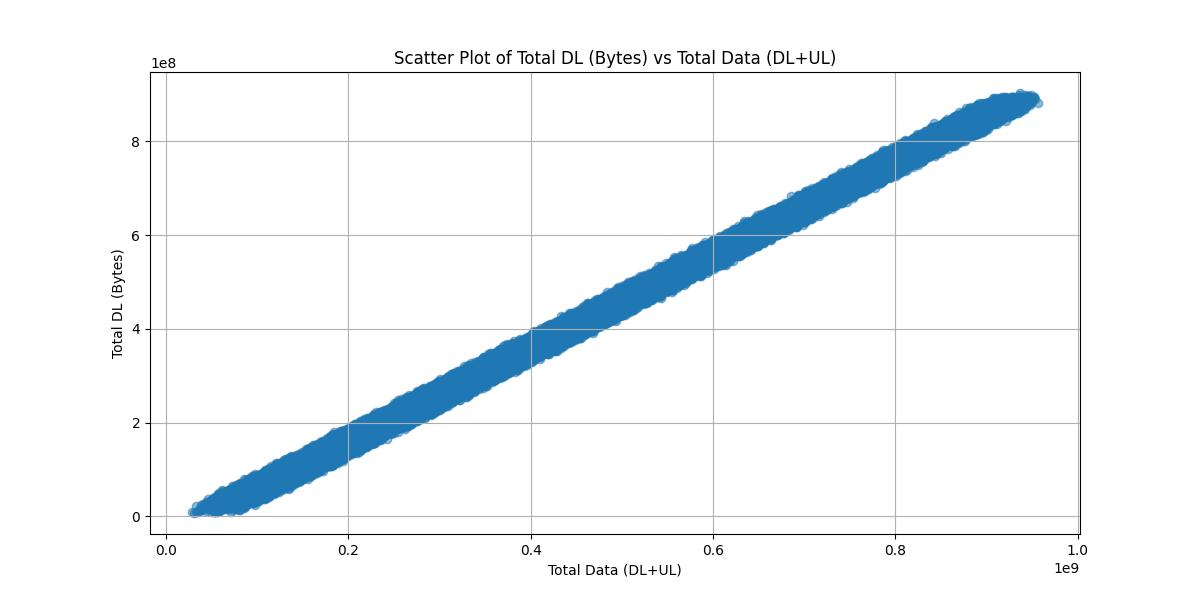 Scatter Plot of Total DL (Bytes) vs Total Data (DL+UL)
1e8
8
6
4
2
0
Total DL (Bytes)
0.0 0.2 0.4 0.6 0.8 1.0
1e9
Total Data (DL+UL)